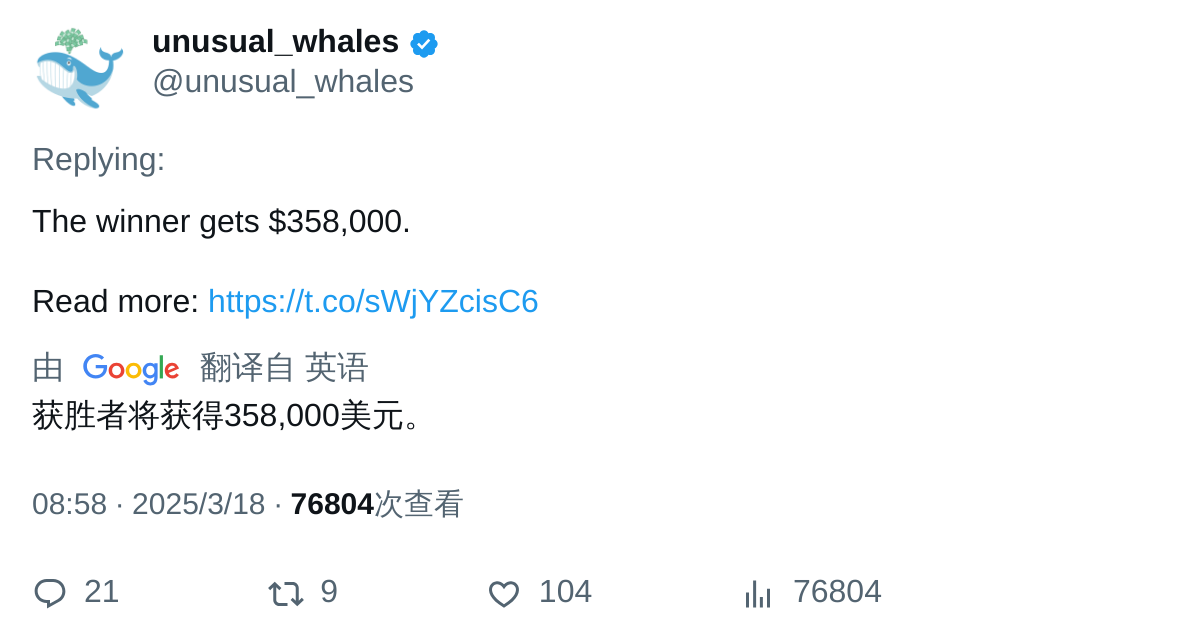 unusual_whales
@unusual_whales
Replying:
The winner gets $358,000.
Read more: https://t.co/sWjYZcisC6
由 Google 翻译自 英语
获胜者将获得358,000美元。
08:58 · 2025/3/18 · 76804次查看
21 9 104 76804